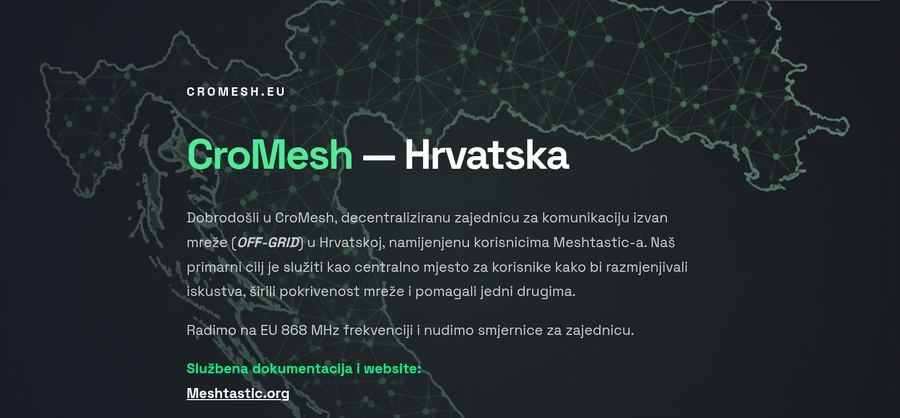 CROMESH.EU
CroMesh — Hrvatska
Dobrodošli u CroMesh, decentraliziranu zajednicu za komunikaciju izvan
mreže (OFF-GRID) u Hrvatskoj, namijenjenu korisnicima Meshtastic-a. Naš
primarni cilj je služiti kao centralno mjesto za korisnike kako bi razmjenjivali
iskustva, širili pokrivenost mreže i pomagali jedni drugima.
Radimo na EU 868 MHz frekvenciji i nudimo smjernice za zajednicu.
Službena dokumentacija i website:
Meshtastic.org